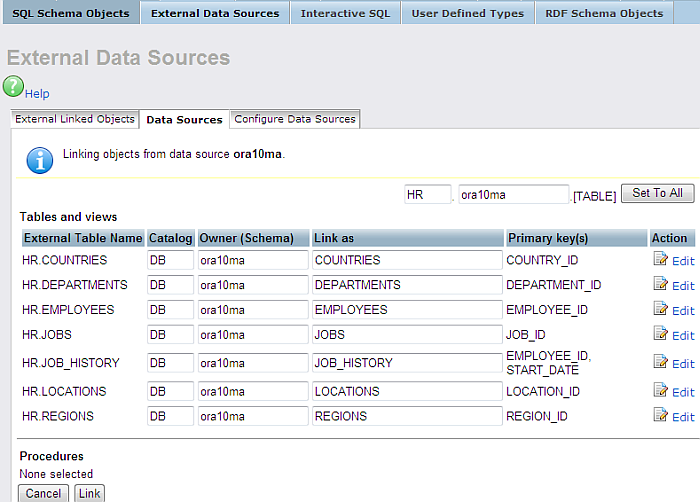 SQL Schema Objects External Data Sources Interactive SQL User Defined Types RDF Schema Objects
External Data Sources
? Help
External Linked Objects Data Sources Configure Data Sources
i Linking objects from data source ora10ma.
HR . ora10ma .[TABLE] Set To All
Tables and views
External Table Name Catalog Owner (Schema) Link as Primary key(s) Action
HR.COUNTRIES DB ora10ma COUNTRIES COUNTRY_ID Edit
HR.DEPARTMENTS DB ora10ma DEPARTMENTS DEPARTMENT_ID Edit
HR.EMPLOYEES DB ora10ma EMPLOYEES EMPLOYEE_ID Edit
HR.JOBS DB ora10ma JOBS JOB_ID Edit
HR.JOB_HISTORY DB ora10ma JOB_HISTORY EMPLOYEE_ID, START_DATE Edit
HR.LOCATIONS DB ora10ma LOCATIONS LOCATION_ID Edit
HR.REGIONS DB ora10ma REGIONS REGION_ID Edit
Procedures
None selected
Cancel Link